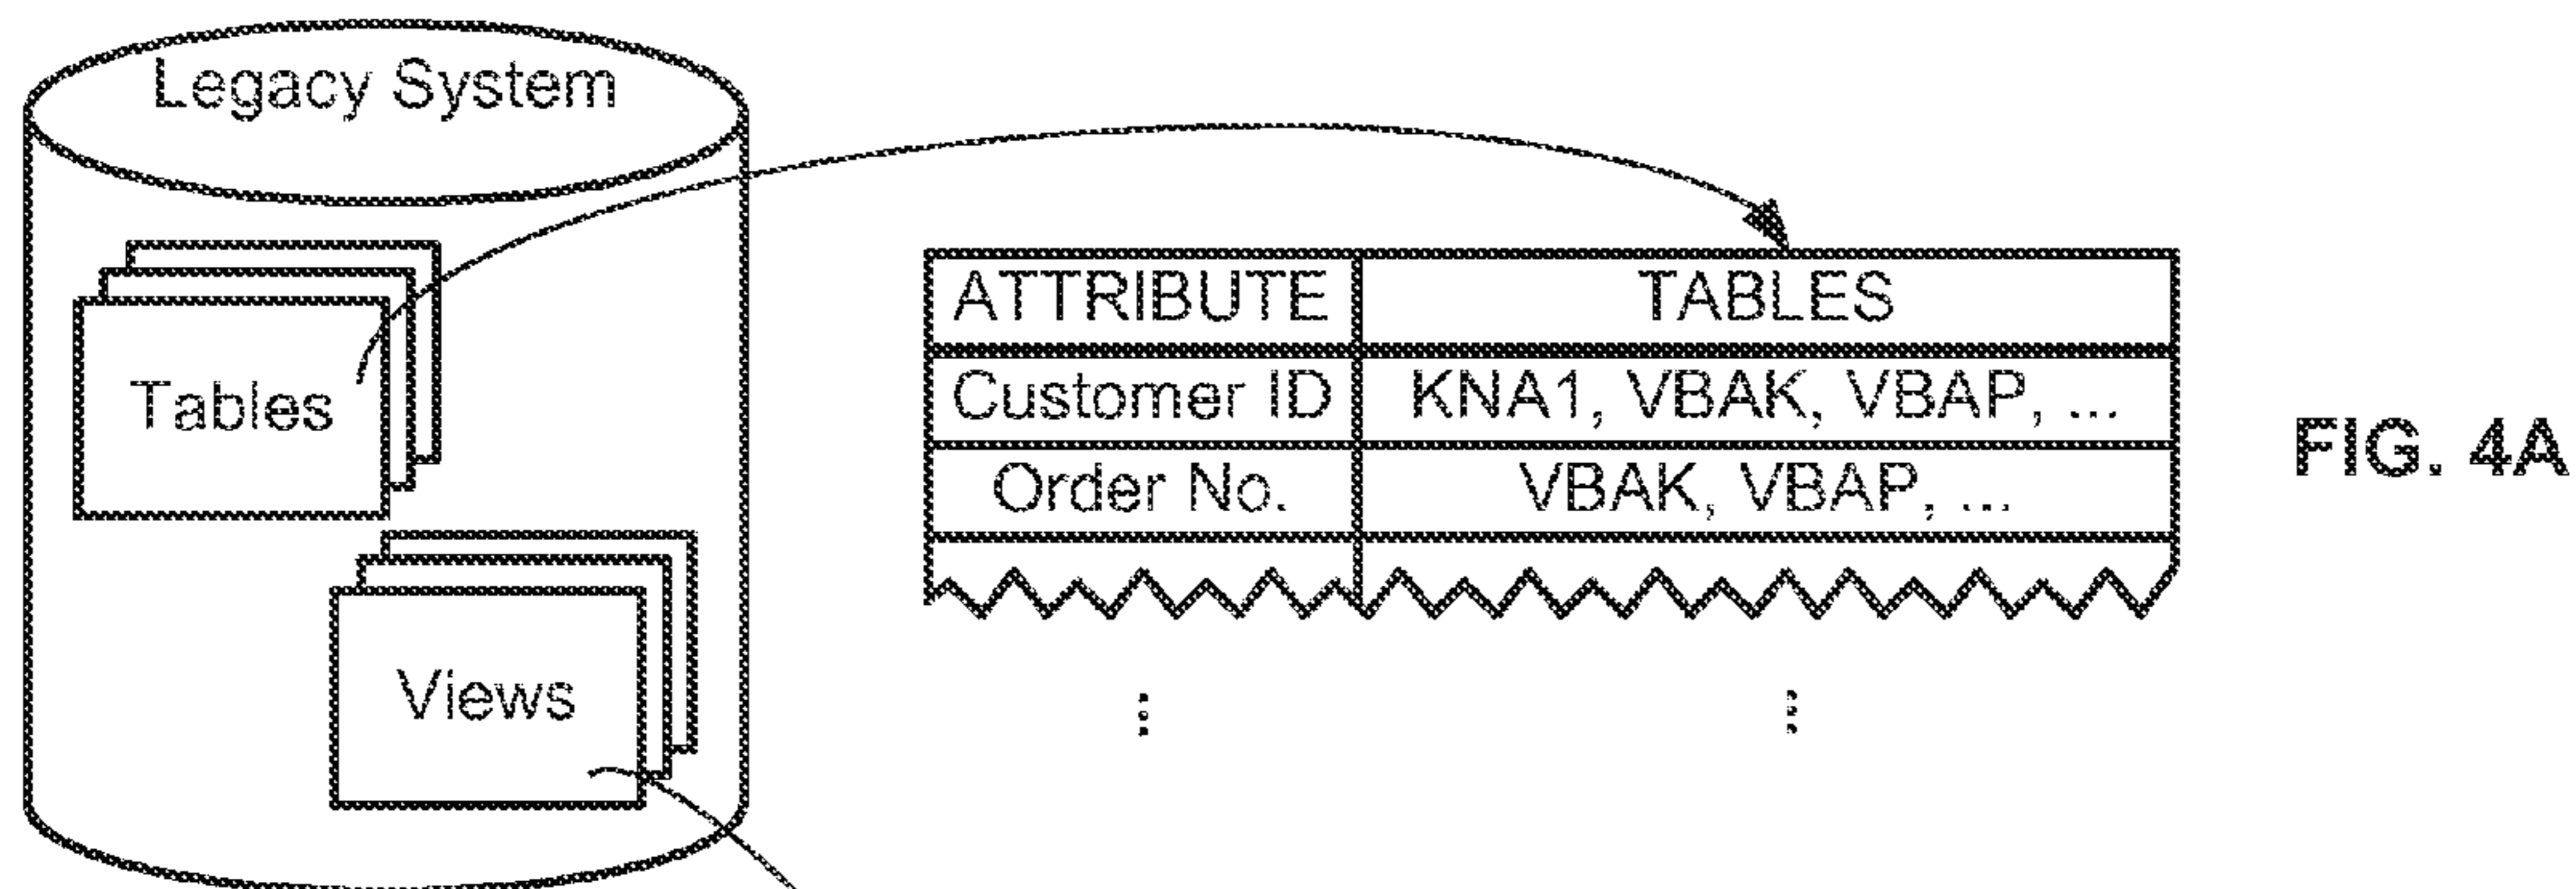 Legacy System
Tables
Views
ATTRIBUTE TABLES
Customer ID KNA1, VBAK, VBAP, ...
Order No. VBAK, VBAP, ...
FIG. 4A